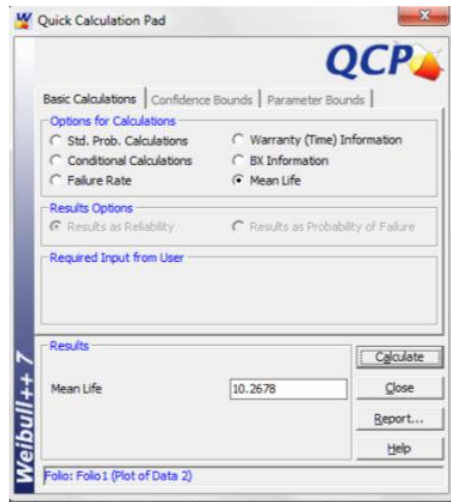 Quick Calculation Pad
QCP
Basic Calculations Confidence Bounds Parameter Bounds
Options for Calculations
Std. Prob. Calculations Warranty (Time) Information
Conditional Calculations BX Information
Failure Rate Mean Life
Results Options
Results as Reliability Results as Probability of Failure
Required Input from User
Results
Calculate
Mean Life 10.2678 Close
Report...
Help
Weibull++ 7
Folio: Folio1 (Plot of Data 2)